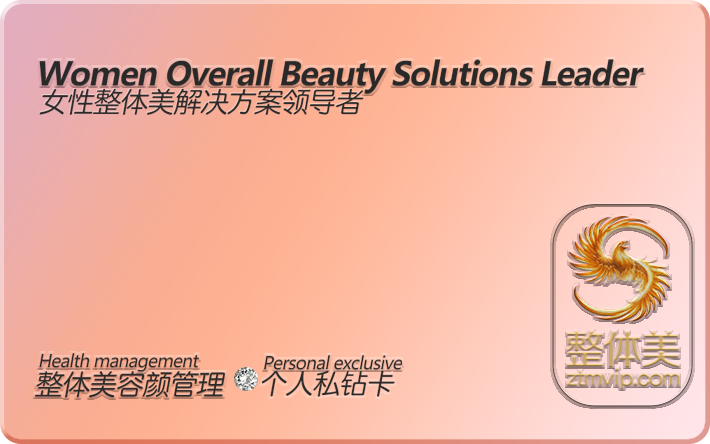 Women Overall Beauty Solutions Leader
女性整体美解决方案领导者
整体美
ztmvip.com
Health management
整体美容颜管理
Personal exclusive
个人私钻卡